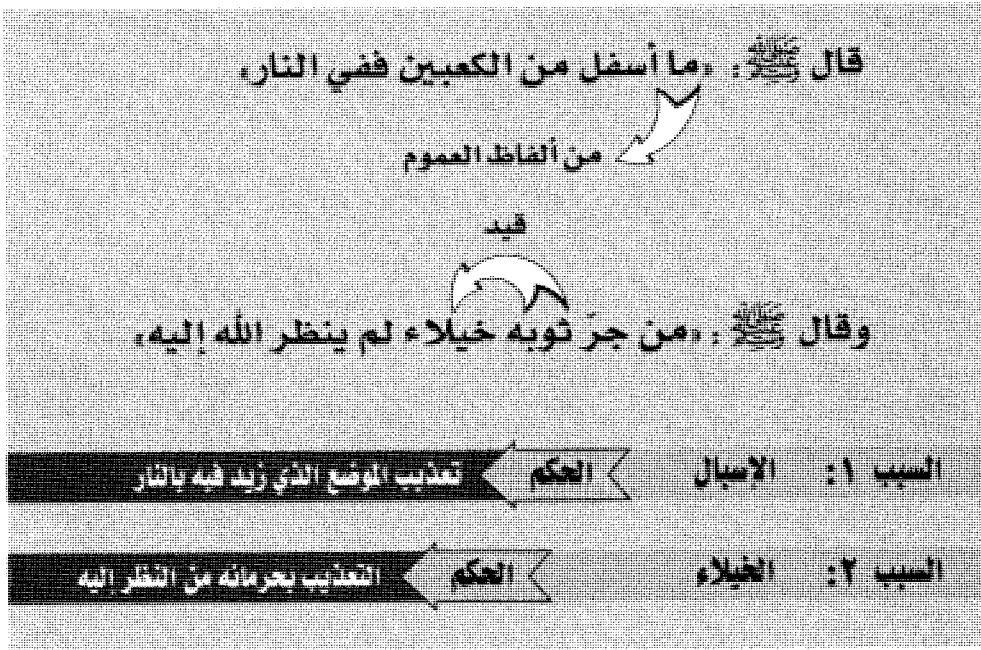 قال ﷺ: «ما أسفل من الكعبين ففي النار»
من ألفاظ العموم
قيد
وقال ﷺ: «من جرّ ثوبه خيلاء لم ينظر الله إليه»
السبب ١: الإسبال الحكم تعذيب الموضع الذي زيد فيه بالنار
السبب ٢: الخيلاء الحكم التعذيب بحرمانه من النظر إليه